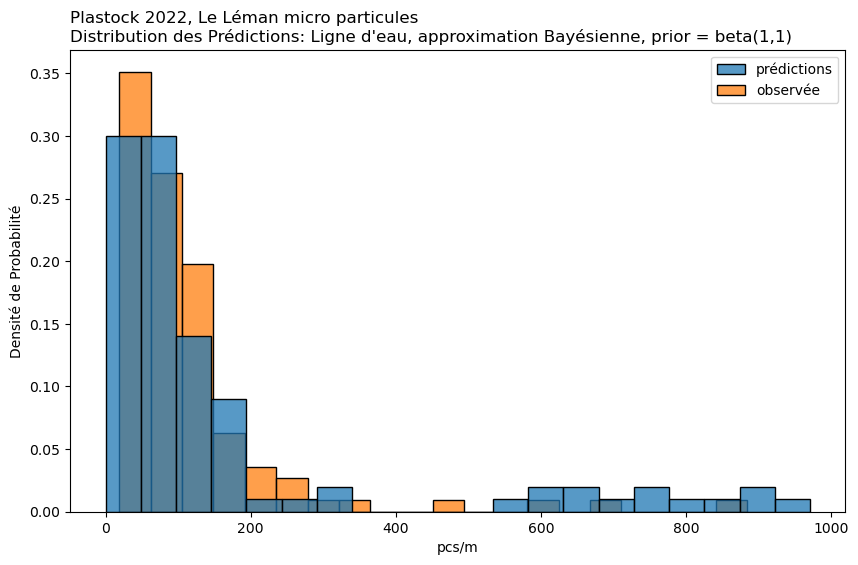 Plastock 2022, Le Léman micro particules
Distribution des Prédictions: Ligne d'eau, approximation Bayésienne, prior = beta(1,1)
prédictions
observée
Densité de Probabilité
0.35
0.30
0.25
0.20
0.15
0.10
0.05
0.00
0
200
400
600
800
1000
pcs/m